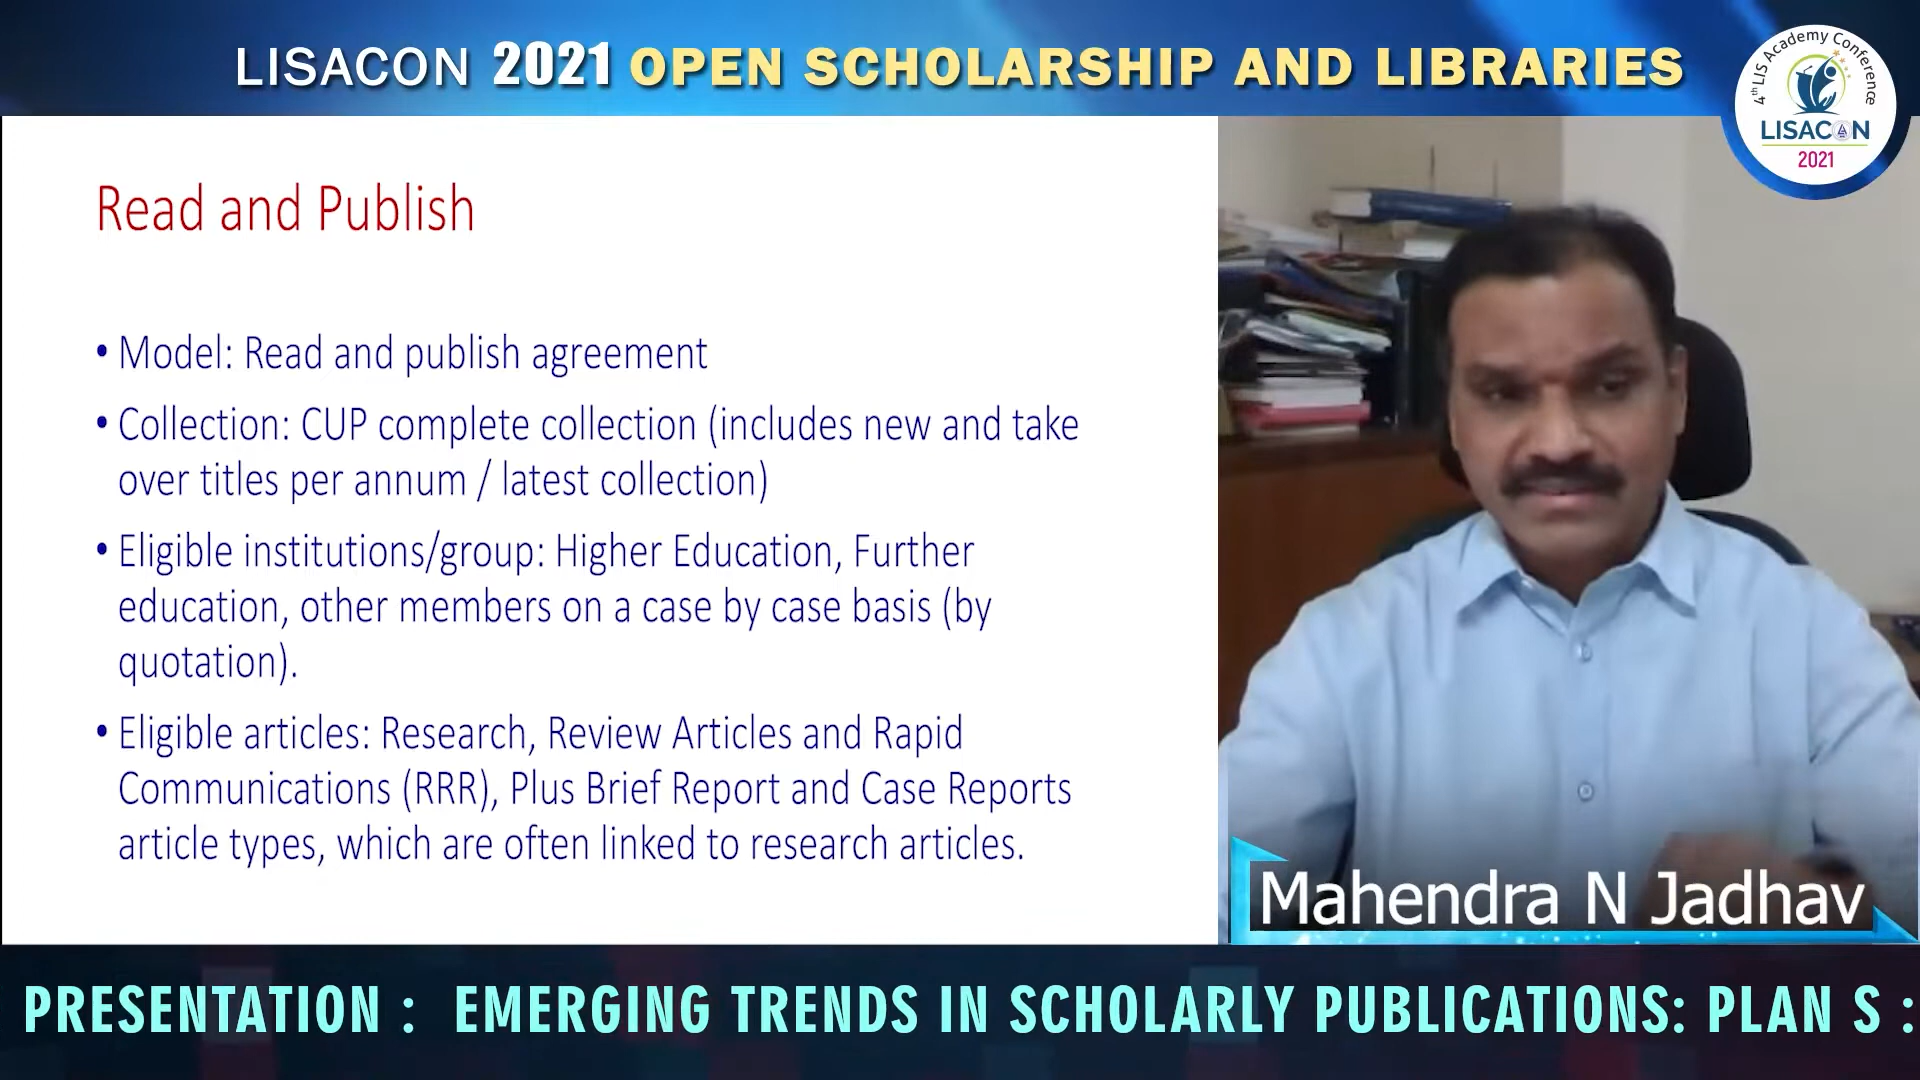 LISACON 2021 OPEN SCHOLARSHIP AND LIBRARIES
4th LIS Academy Conference
LISACON
2021
Read and Publish
• Model: Read and publish agreement
• Collection: CUP complete collection (includes new and take
over titles per annum / latest collection)
• Eligible institutions/group: Higher Education, Further
education, other members on a case by case basis (by
quotation).
• Eligible articles: Research, Review Articles and Rapid
Communications (RRR), Plus Brief Report and Case Reports
article types, which are often linked to research articles.
Mahendra N Jadhav
PRESENTATION : EMERGING TRENDS IN SCHOLARLY PUBLICATIONS: PLAN S :